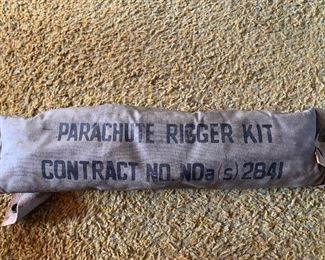 PARACHUTE RIGGER KIT
CONTRACT NO. NOa(s) 2841